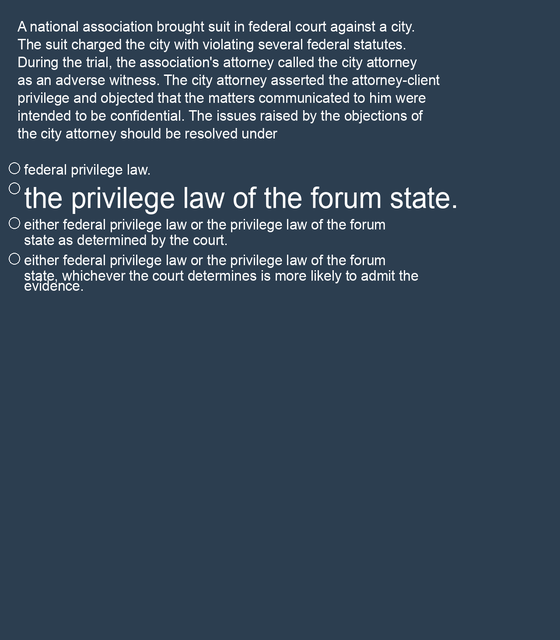 A national association brought suit in federal court against a city.
The suit charged the city with violating several federal statutes.
During the trial, the association's attorney called the city attorney
as an adverse witness. The city attorney asserted the attorney-client
privilege and objected that the matters communicated to him were
intended to be confidential. The issues raised by the objections of
the city attorney should be resolved under
federal privilege law.
the privilege law of the forum state.
either federal privilege law or the privilege law of the forum
state as determined by the court.
either federal privilege law or the privilege law of the forum
state, whichever the court determines is more likely to admit the
evidence.